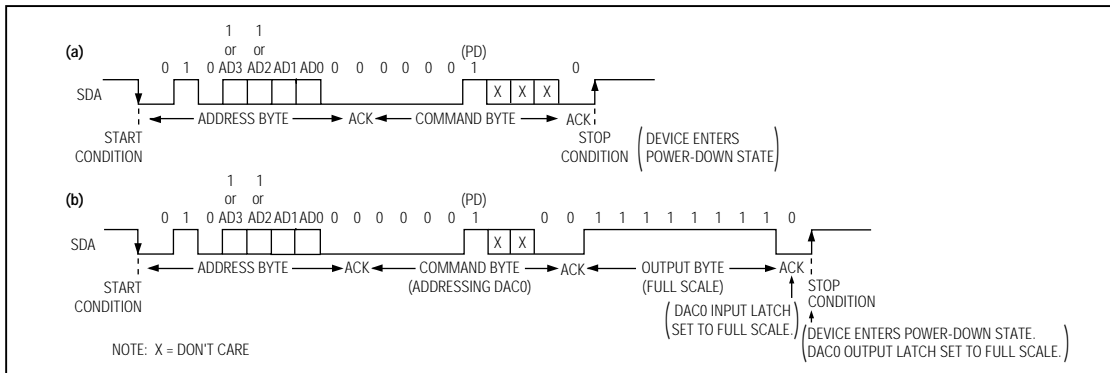 (a)
1 1
or or
(PD)
0 1 0 AD3 AD2 AD1 AD0 0 0 0 0 0 0 1 0
SDA X X X
ADDRESS BYTE ACK COMMAND BYTE ACK
START CONDITION
STOP CONDITION
(DEVICE ENTERS
POWER-DOWN STATE)
(b)
1 1
or or
(PD)
0 1 0 AD3 AD2 AD1 AD0 0 0 0 0 0 0 1 0 0 1 1 1 1 1 1 1 1 0
SDA X X
ADDRESS BYTE ACK COMMAND BYTE ACK OUTPUT BYTE ACK
(ADDRESSING DAC0) (FULL SCALE)
START CONDITION
STOP CONDITION
(DAC0 INPUT LATCH
SET TO FULL SCALE.)
(DEVICE ENTERS POWER-DOWN STATE.
DAC0 OUTPUT LATCH SET TO FULL SCALE.)
NOTE: X = DON'T CARE